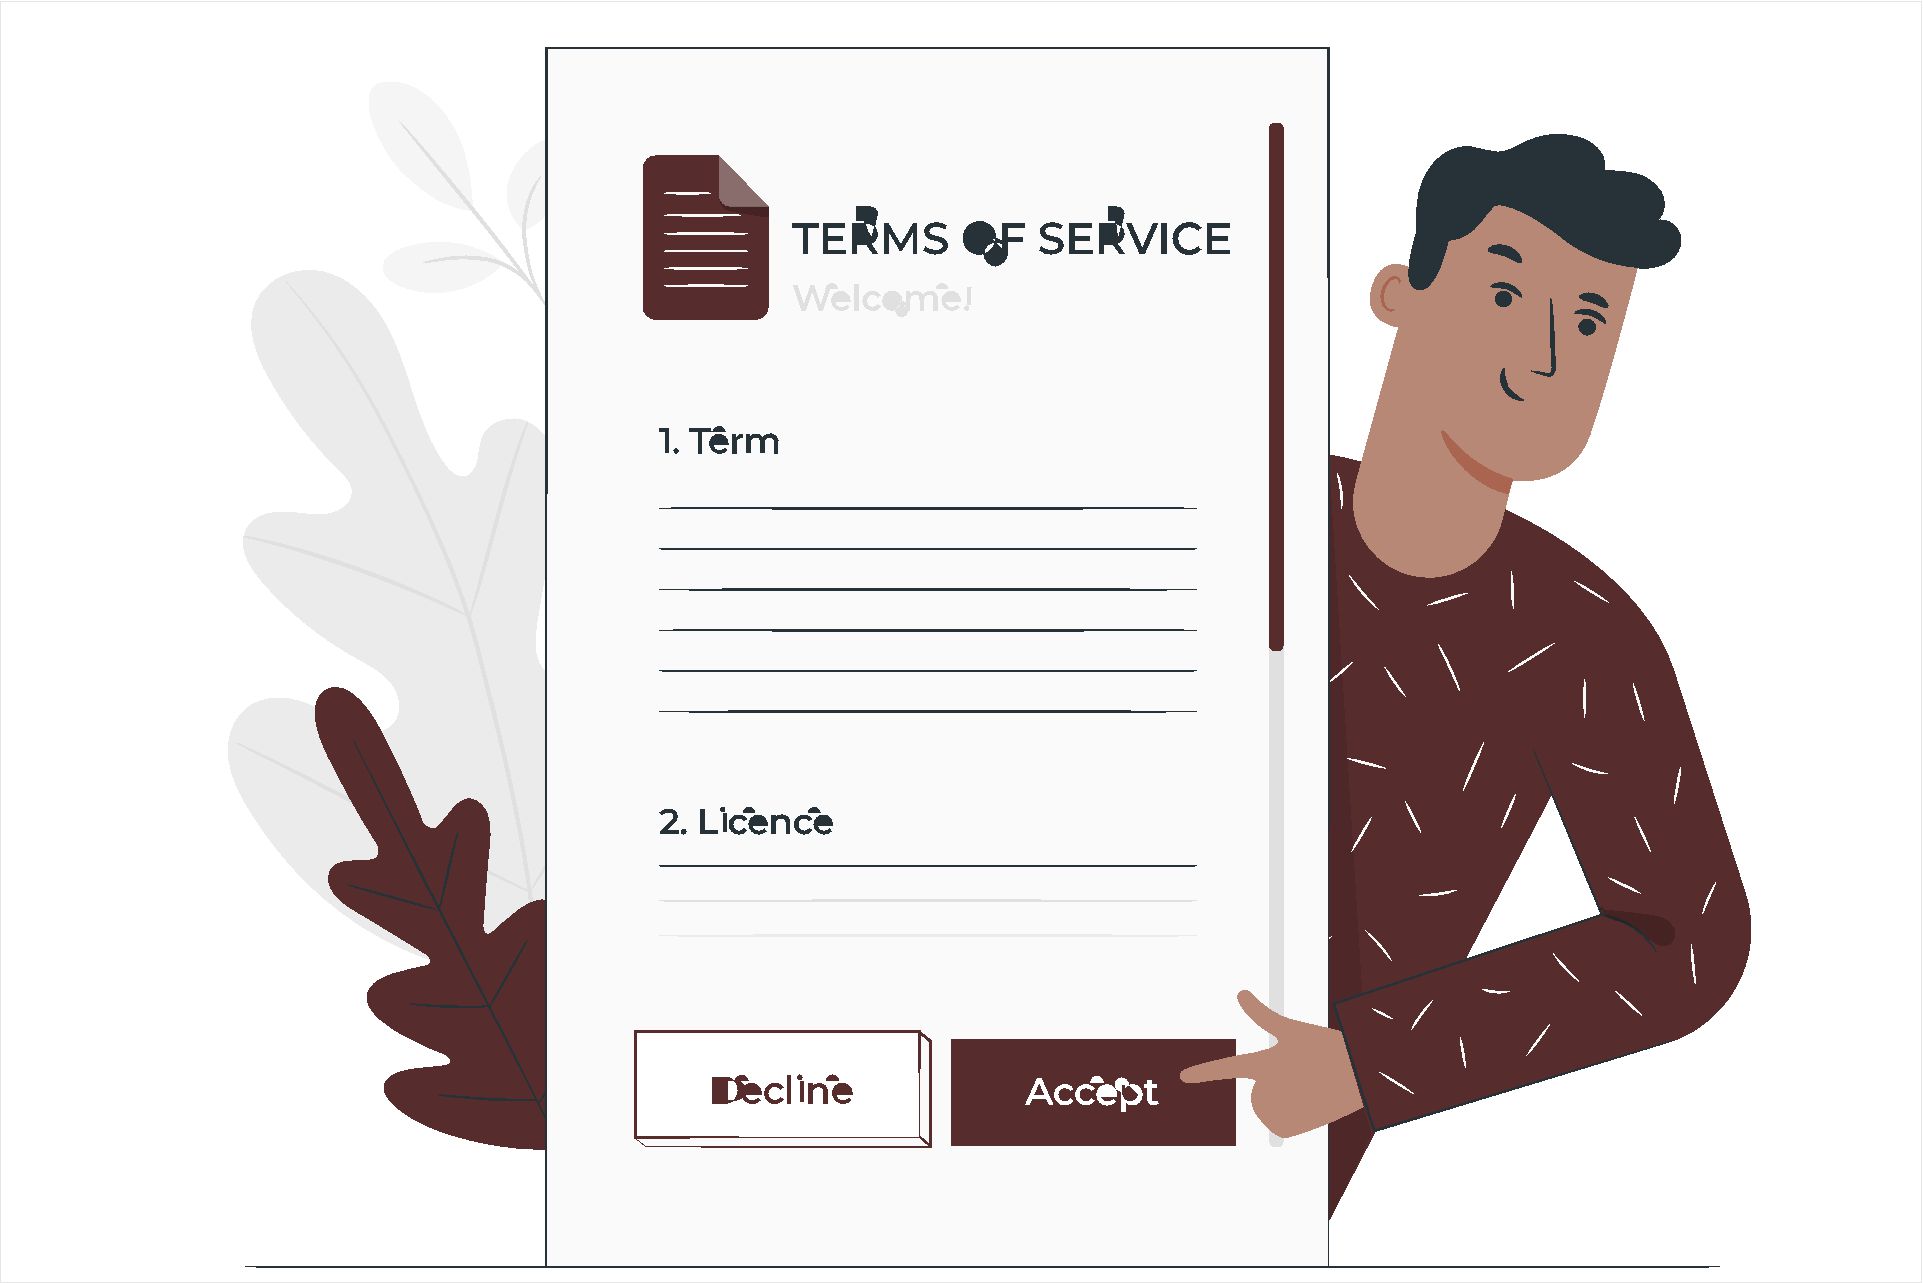 TERMS OF SERVICE
Welcome!
1. Term
2. Licence
Decline
Accept